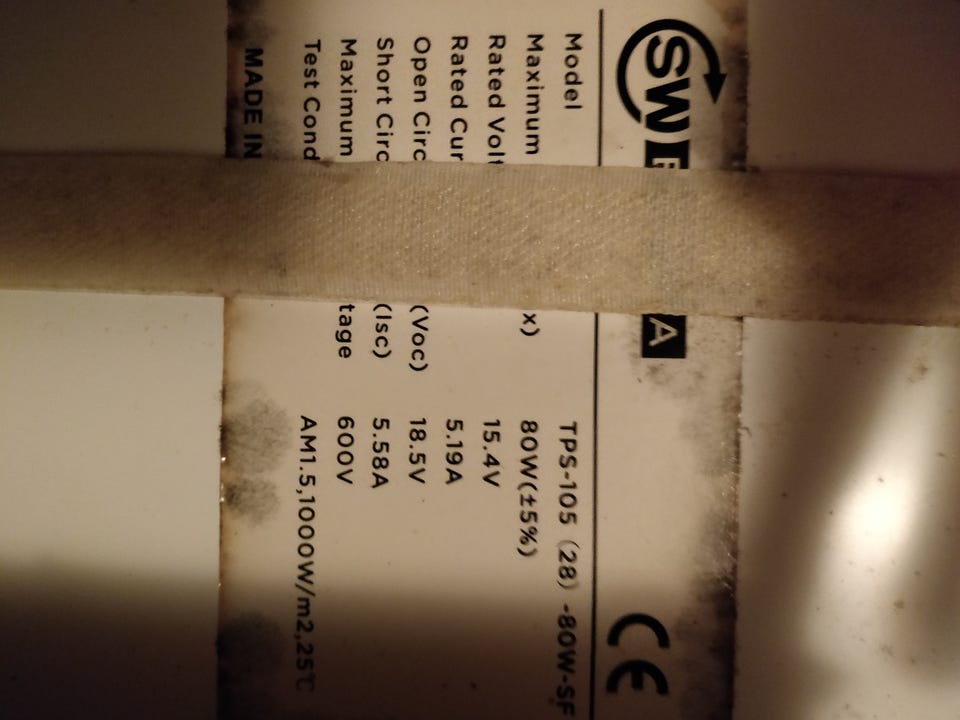 SW
A
CE
Model TPS-105 (28) -80W-SF
Maximum x) 80W(±5%)
Rated Volt 15.4V
Rated Cur 5.19A
Open Circ (Voc) 18.5V
Short Circ (Isc) 5.58A
Maximum tage 600V
Test Cond AM1.5,1000W/m2,25℃
MADE IN